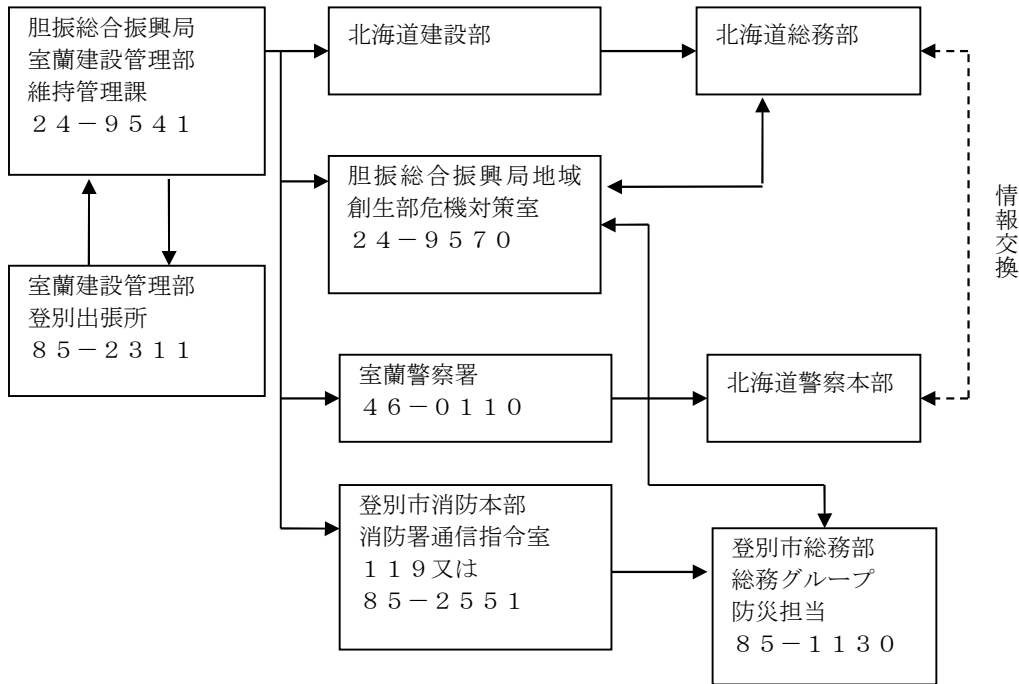 胆振総合振興局
室蘭建設管理部
維持管理課
２４－９５４１
北海道建設部
北海道総務部
胆振総合振興局地域
創生部危機対策室
２４－９５７０
情報交換
室蘭建設管理部
登別出張所
８５－２３１１
室蘭警察署
４６－０１１０
北海道警察本部
登別市消防本部
消防署通信指令室
１１９又は
８５－２５５１
登別市総務部
総務グループ
防災担当
８５－１１３０